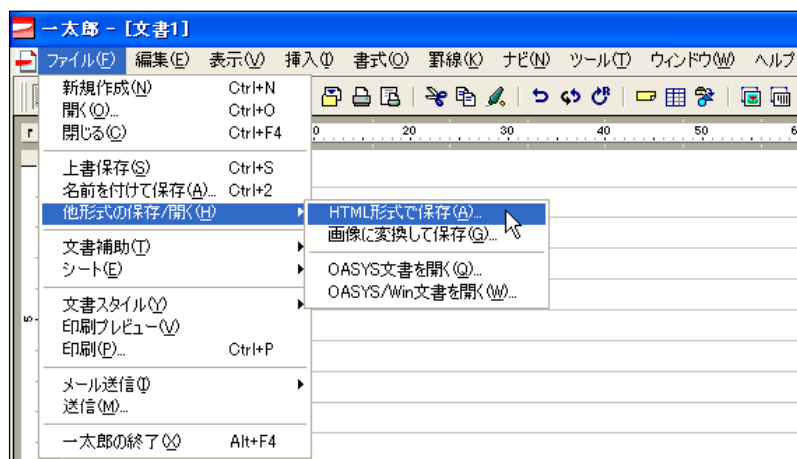 一太郎 - [文書1]
ファイル(F) 編集(E) 表示(V) 挿入(I) 書式(O) 罫線(K) ナビ(N) ツール(T) ウィンドウ(W) ヘルプ
新規作成(N) Ctrl+N
開く(O)... Ctrl+O
閉じる(C) Ctrl+F4
0 20 30 40 50 6
上書保存(S) Ctrl+S
名前を付けて保存(A)... Ctrl+2
他形式の保存/開く(H)
HTML形式で保存(A)...
画像に変換して保存(G)...
文書補助(T)
シート(E)
OASYS文書を開く(Q)...
OASYS/Win文書を開く(W)...
文書スタイル(Y)
印刷プレビュー(V)
5
印刷(P)... Ctrl+P
メール送信(I)
送信(M)...
一太郎の終了(X) Alt+F4